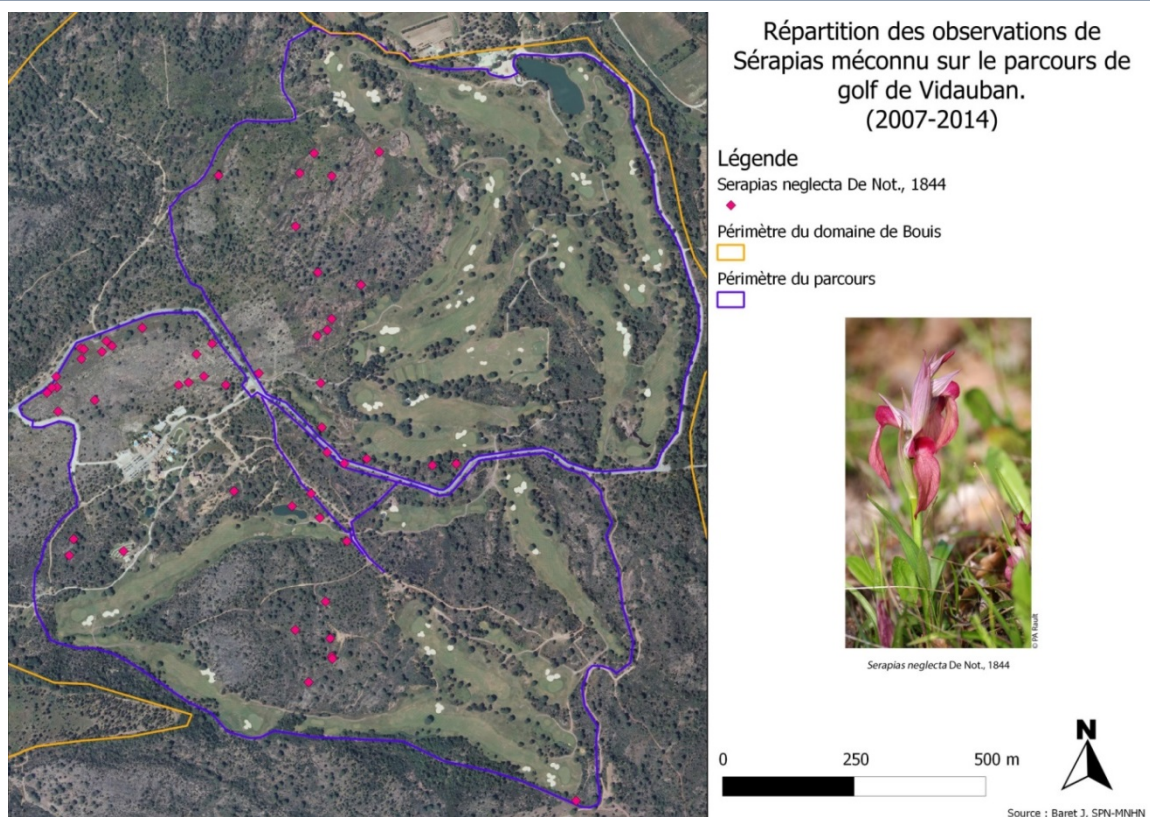 Répartition des observations de
Sérapias méconnu sur le parcours de
golf de Vidauban.
(2007-2014)
Légende
Serapias neglecta De Not., 1844
Périmètre du domaine de Bouis
Périmètre du parcours
© PA Rault
Serapias neglecta De Not., 1844
N
0 250 500 m
Source : Baret J. SPN-MNHN